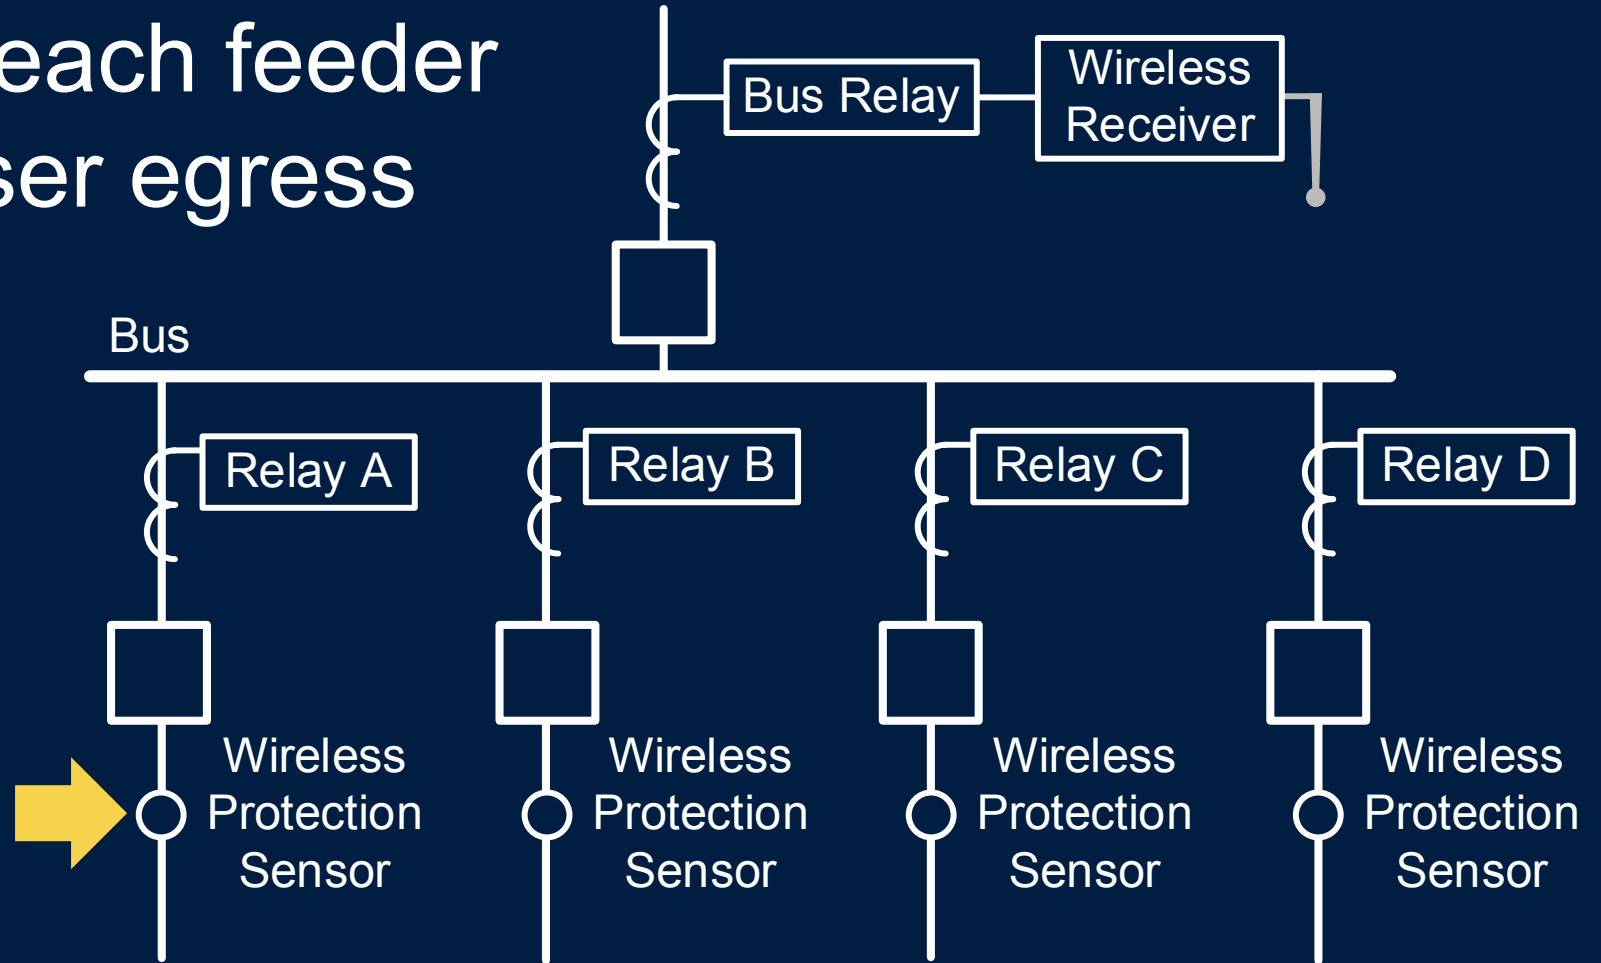 each feeder
egress
Bus Relay
Wireless
Receiver
Bus
Relay A
Relay B
Relay C
Relay D
Wireless
Protection
Sensor
Wireless
Protection
Sensor
Wireless
Protection
Sensor
Wireless
Protection
Sensor